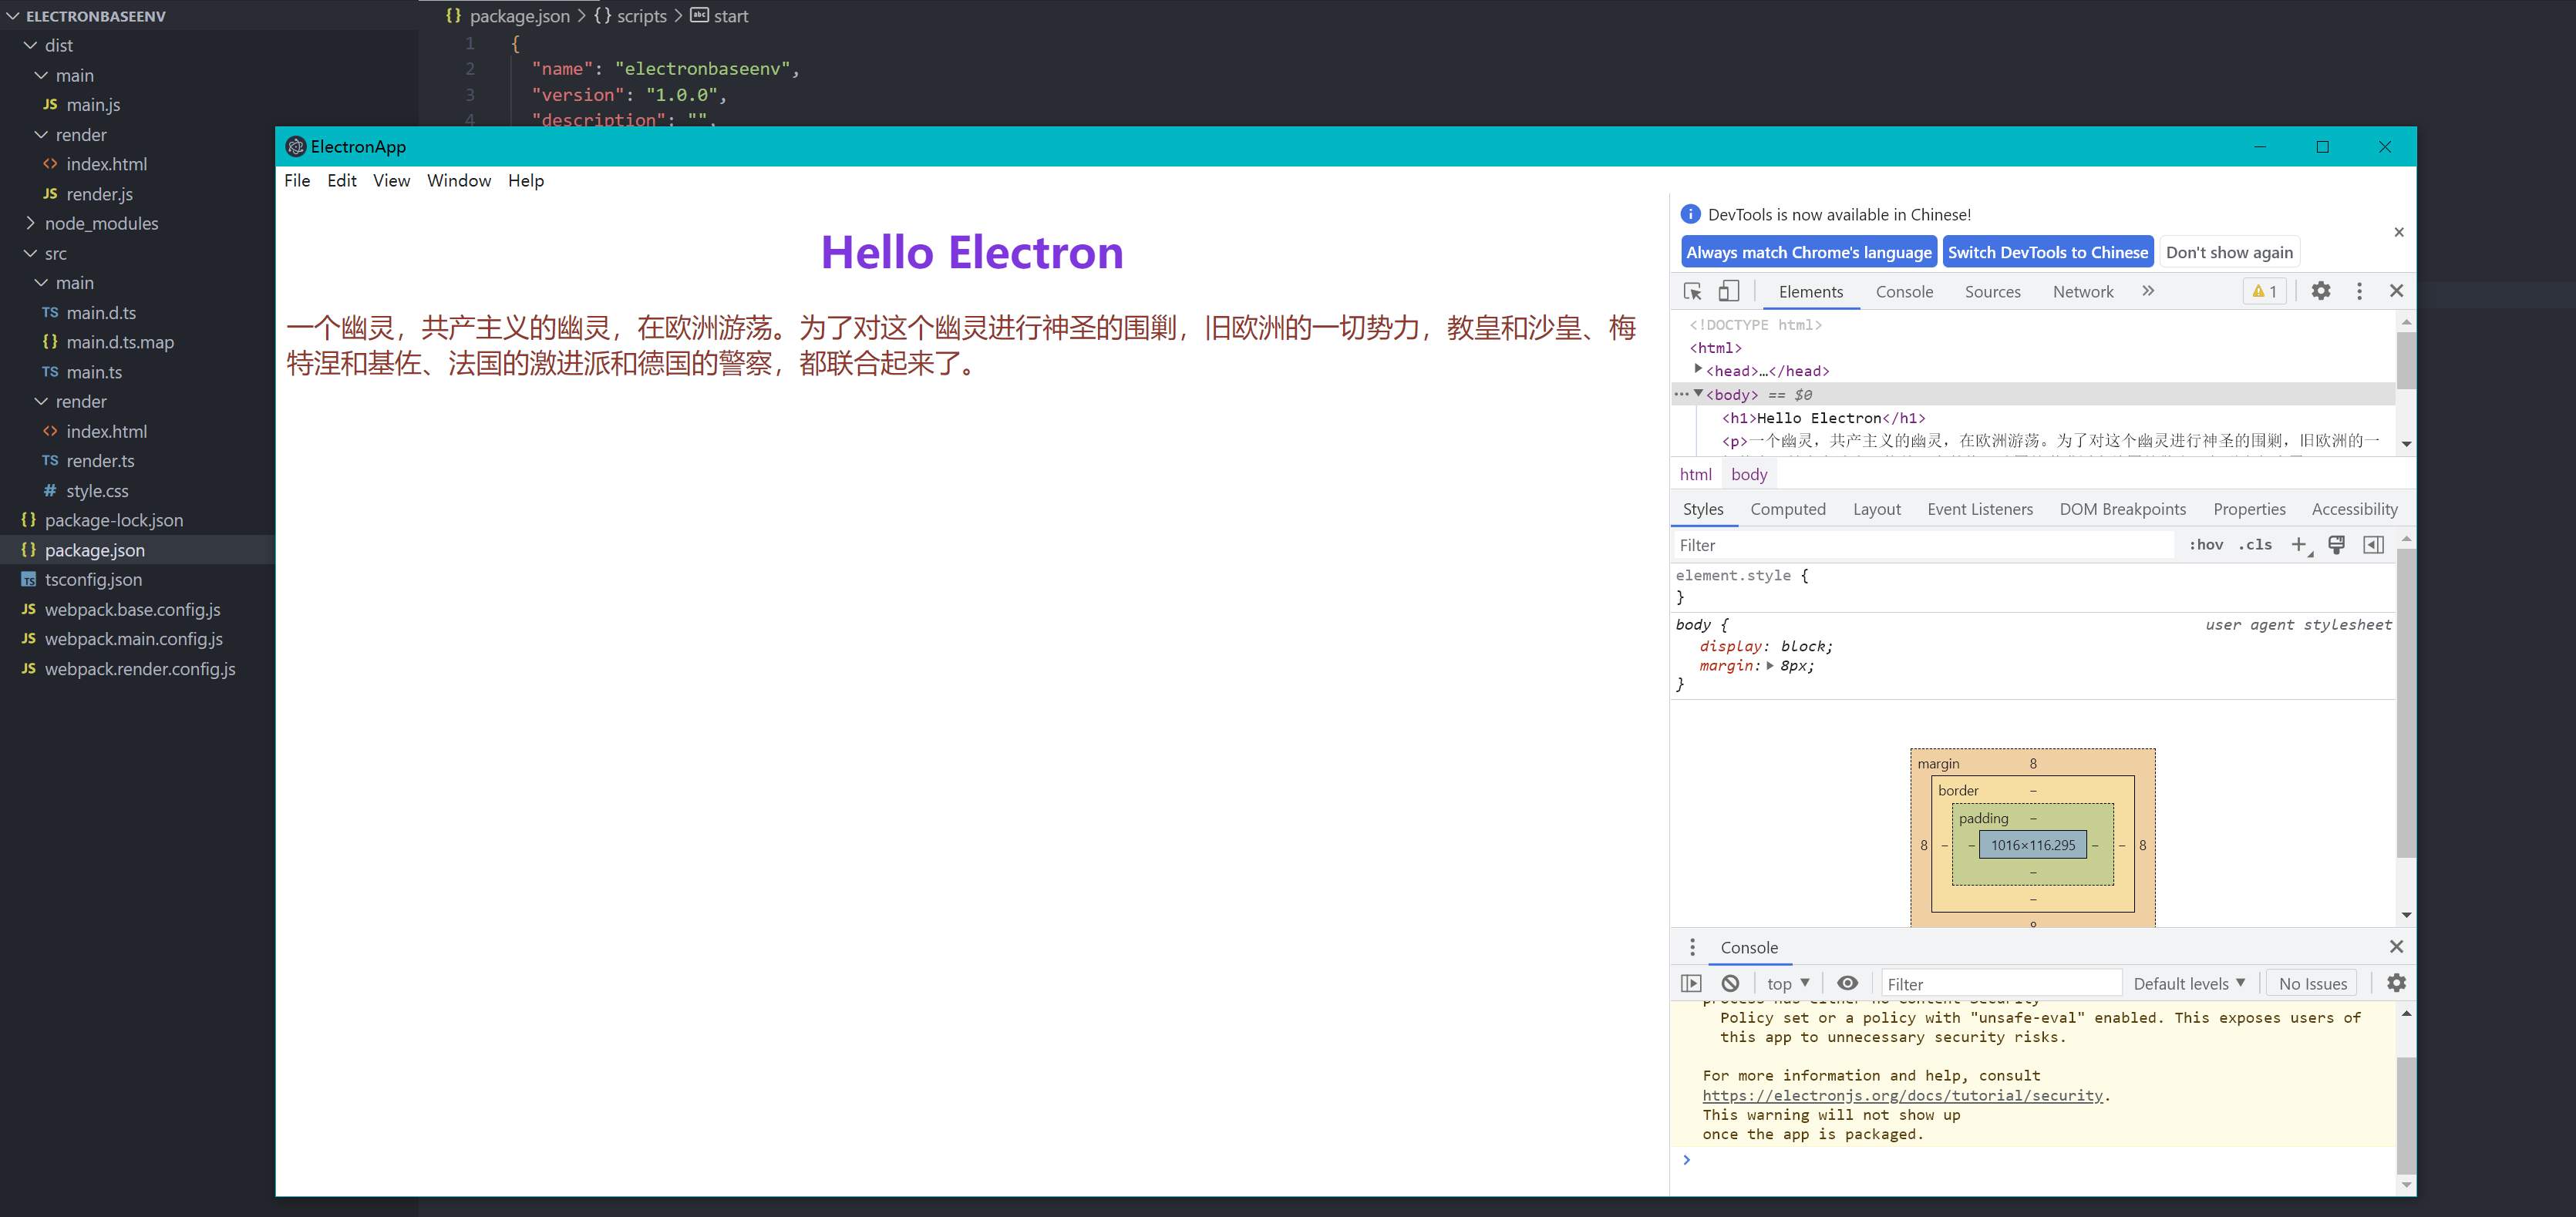 ELECTRONBASEENV
dist
main
JS main.js
render
<> index.html
JS render.js
node_modules
src
main
TS main.d.ts
{} main.d.ts.map
TS main.ts
render
<> index.html
TS render.ts
# style.css
{} package-lock.json
{} package.json
TS tsconfig.json
JS webpack.base.config.js
JS webpack.main.config.js
JS webpack.render.config.js
{} package.json > {} scripts > abc start
1 {
2 "name": "electronbaseenv",
3 "version": "1.0.0",
4 "description": "",
ElectronApp
File Edit View Window Help
Hello Electron
一个幽灵，共产主义的幽灵，在欧洲游荡。为了对这个幽灵进行神圣的围剿，旧欧洲的一切势力，教皇和沙皇、梅
特涅和基佐、法国的激进派和德国的警察，都联合起来了。
DevTools is now available in Chinese!
Always match Chrome's language Switch DevTools to Chinese Don't show again
Elements Console Sources Network » 1
<!DOCTYPE html>
<html>
<head>…</head>
<body> == $0
<h1>Hello Electron</h1>
<p>一个幽灵，共产主义的幽灵，在欧洲游荡。为了对这个幽灵进行神圣的围剿，旧欧洲的一
html body
Styles Computed Layout Event Listeners DOM Breakpoints Properties Accessibility
Filter :hov .cls +
element.style {
}
body { user agent stylesheet
display: block;
margin: 8px;
}
margin 8
border –
padding –
8 – – 1016×116.295 – – 8
–
–
8
Console
top Filter Default levels No Issues
process has either no Content Security
Policy set or a policy with "unsafe-eval" enabled. This exposes users of
this app to unnecessary security risks.
For more information and help, consult
https://electronjs.org/docs/tutorial/security.
This warning will not show up
once the app is packaged.
>